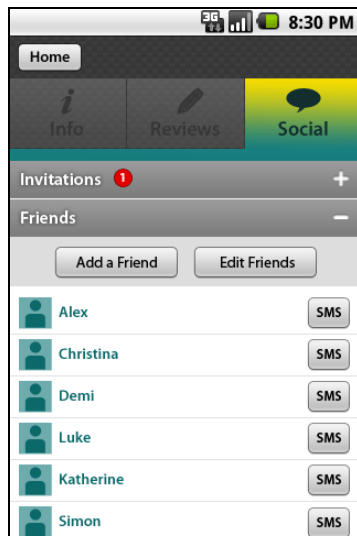 3G 8:30 PM
Home
i
Info Reviews Social
Invitations 1 +
Friends −
Add a Friend Edit Friends
Alex SMS
Christina SMS
Demi SMS
Luke SMS
Katherine SMS
Simon SMS